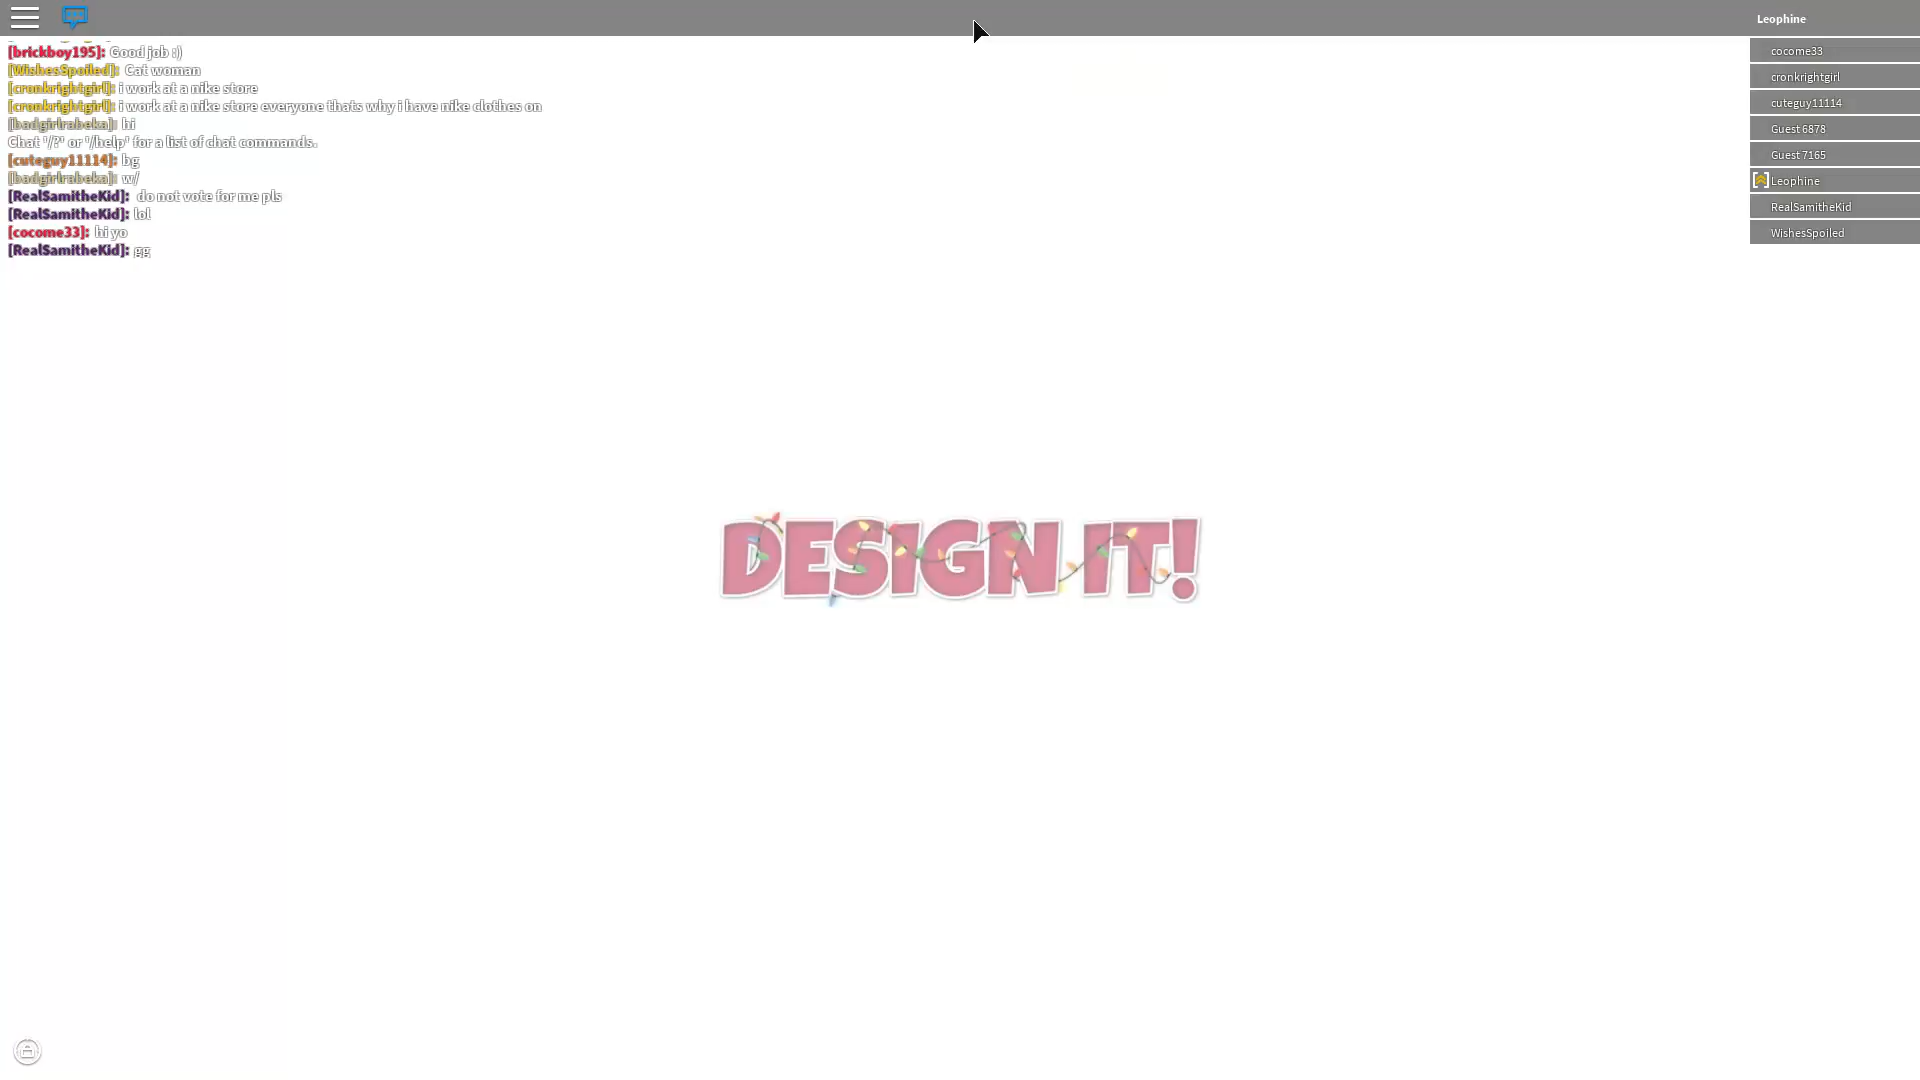 Leophine
[brickboy195]: Good job :)
[WishesSpoiled]: Cat woman
[cronkrightgirl]: i work at a nike store
[cronkrightgirl]: i work at a nike store everyone thats why i have nike clothes on
[badgirlrabeka]: hi
Chat '/?' or '/help' for a list of chat commands.
[cuteguy11114]: bg
[badgirlrabeka]: w/
[RealSamitheKid]: do not vote for me pls
[RealSamitheKid]: lol
[cocome33]: hi yo
[RealSamitheKid]: gg
cocome33
cronkrightgirl
cuteguy11114
Guest 6878
Guest 7165
Leophine
RealSamitheKid
WishesSpoiled
DESIGN IT!